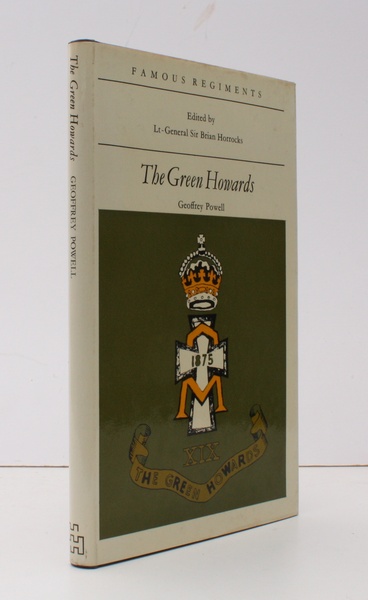 The Green Howards GEOFFREY POWELL
FAMOUS REGIMENTS
Edited by
Lt-General Sir Brian Horrocks
The Green Howards
Geoffrey Powell
1875
XIX
THE GREEN HOWARDS